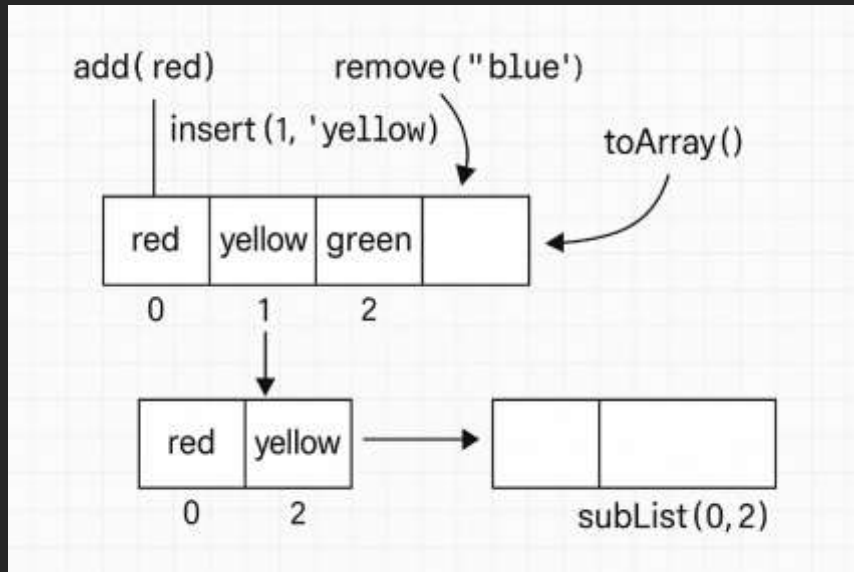 add( red)
remove ("blue')
insert (1, 'yellow)
toArray()
red yellow green
0 1 2
red yellow
0 2
subList(0, 2)